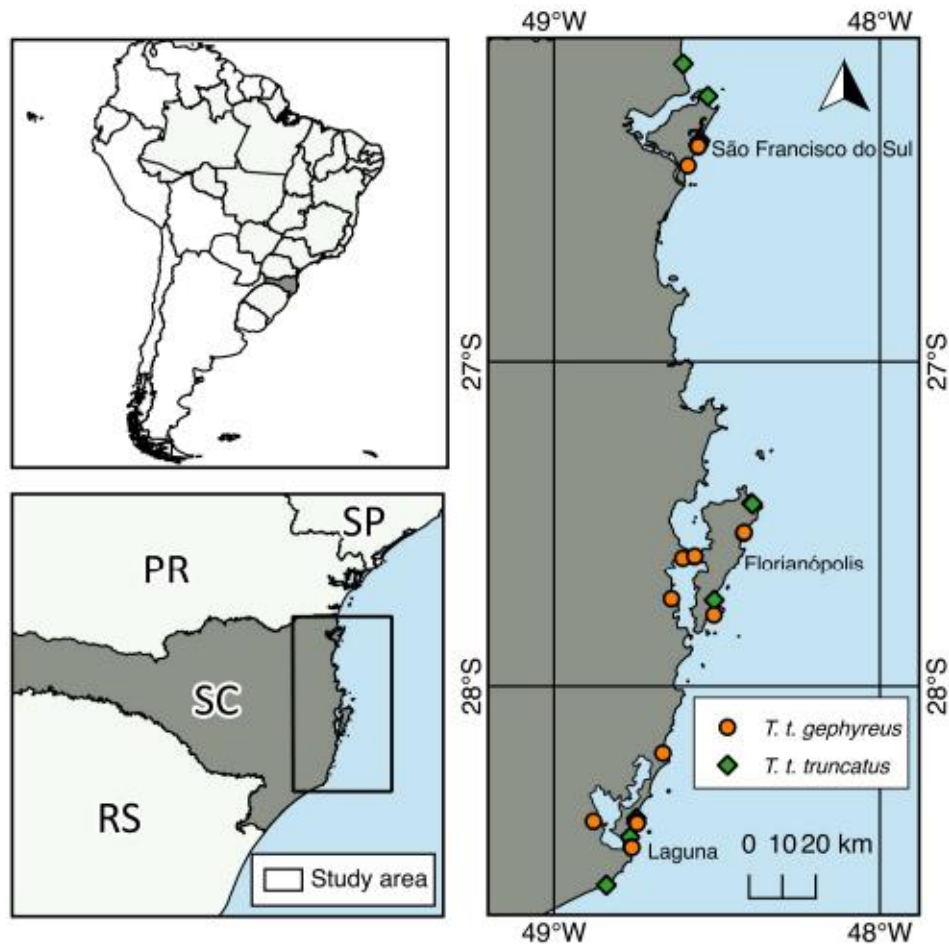 SP
PR
SC
RS
Study area
49°W
48°W
São Francisco do Sul
27°S
27°S
Florianópolis
28°S
28°S
T. t. gephyreus
T. t. truncatus
0 10 20 km
Laguna
49°W
48°W